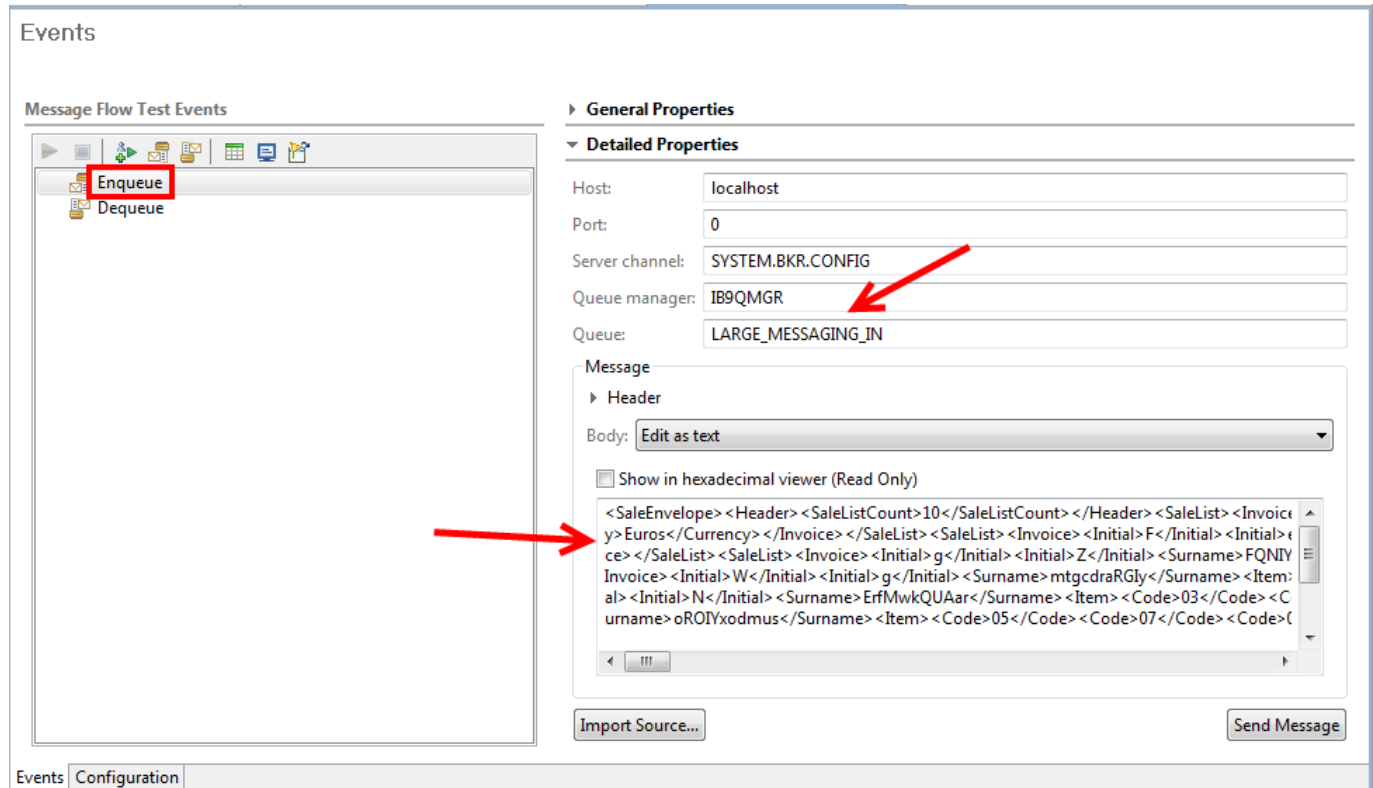 Events
Message Flow Test Events
Enqueue
Dequeue
General Properties
Detailed Properties
Host: localhost
Port: 0
Server channel: SYSTEM.BKR.CONFIG
Queue manager: IB9QMGR
Queue: LARGE_MESSAGING_IN
Message
Header
Body: Edit as text
Show in hexadecimal viewer (Read Only)
<SaleEnvelope><Header><SaleListCount>10</SaleListCount></Header><SaleList><Invoice
y>Euros</Currency></Invoice></SaleList><SaleList><Invoice><Initial>F</Initial><Initial>
ce></SaleList><SaleList><Invoice><Initial>g</Initial><Initial>Z</Initial><Surname>FQNIY
Invoice><Initial>W</Initial><Initial>g</Initial><Surname>mtgcdraRGIy</Surname><Item>
al><Initial>N</Initial><Surname>ErfMwkQUAar</Surname><Item><Code>03</Code><C
urname>oROIYxodmus</Surname><Item><Code>05</Code><Code>07</Code><Code>
Import Source...
Send Message
Events
Configuration